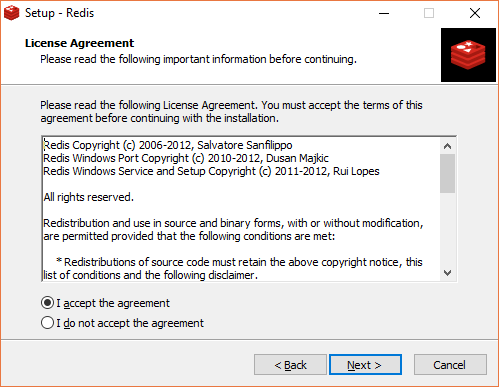 Setup - Redis
License Agreement
Please read the following important information before continuing.
Please read the following License Agreement. You must accept the terms of this
agreement before continuing with the installation.
Redis Copyright (c) 2006-2012, Salvatore Sanfilippo
Redis Windows Port Copyright (c) 2010-2012, Dusan Majkic
Redis Windows Service and Setup Copyright (c) 2011-2012, Rui Lopes
All rights reserved.
Redistribution and use in source and binary forms, with or without modification,
are permitted provided that the following conditions are met:
* Redistributions of source code must retain the above copyright notice, this
list of conditions and the following disclaimer.
I accept the agreement
I do not accept the agreement
< Back
Next >
Cancel